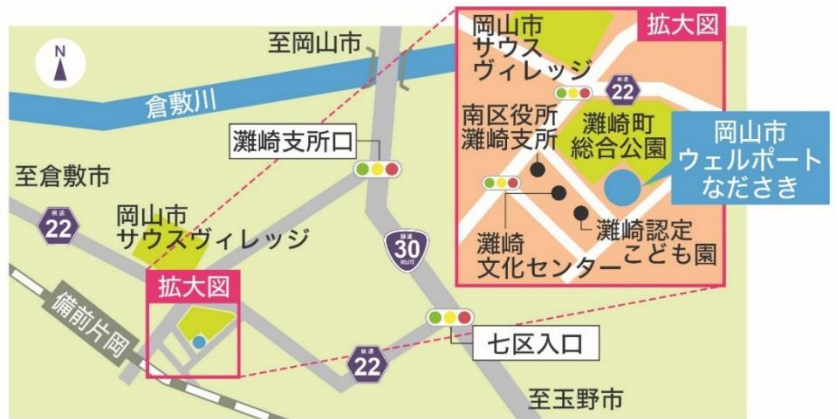 N
至岡山市
倉敷川
灘崎支所口
至倉敷市
22
岡山市
サウスヴィレッジ
30
ROUTE
拡大図
備前片岡
七区入口
22
至玉野市
拡大図
岡山市
サウス
ヴィレッジ
22
南区役所
灘崎支所
灘崎町
総合公園
岡山市
ウェルポート
なださき
灘崎
文化センター
灘崎認定
こども園